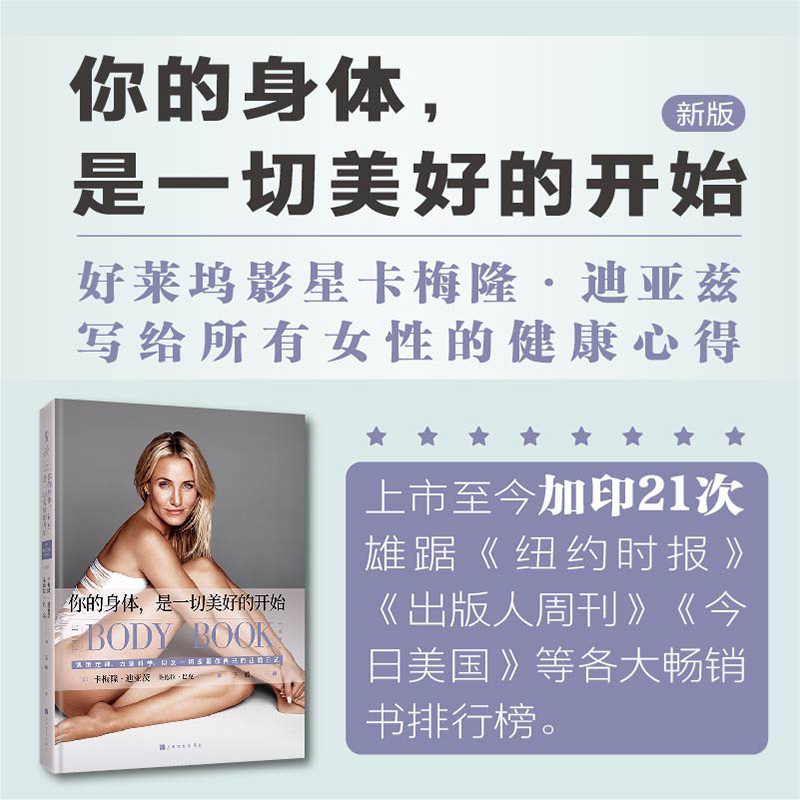 你的身体，
新版
是一切美好的开始
好莱坞影星卡梅隆·迪亚兹
写给所有女性的健康心得
上市至今加印21次
雄踞《纽约时报》
《出版人周刊》《今
日美国》等各大畅销
书排行榜。
你的身体，是一切美好的开始
THE BODY BOOK
卡梅隆·迪亚茨